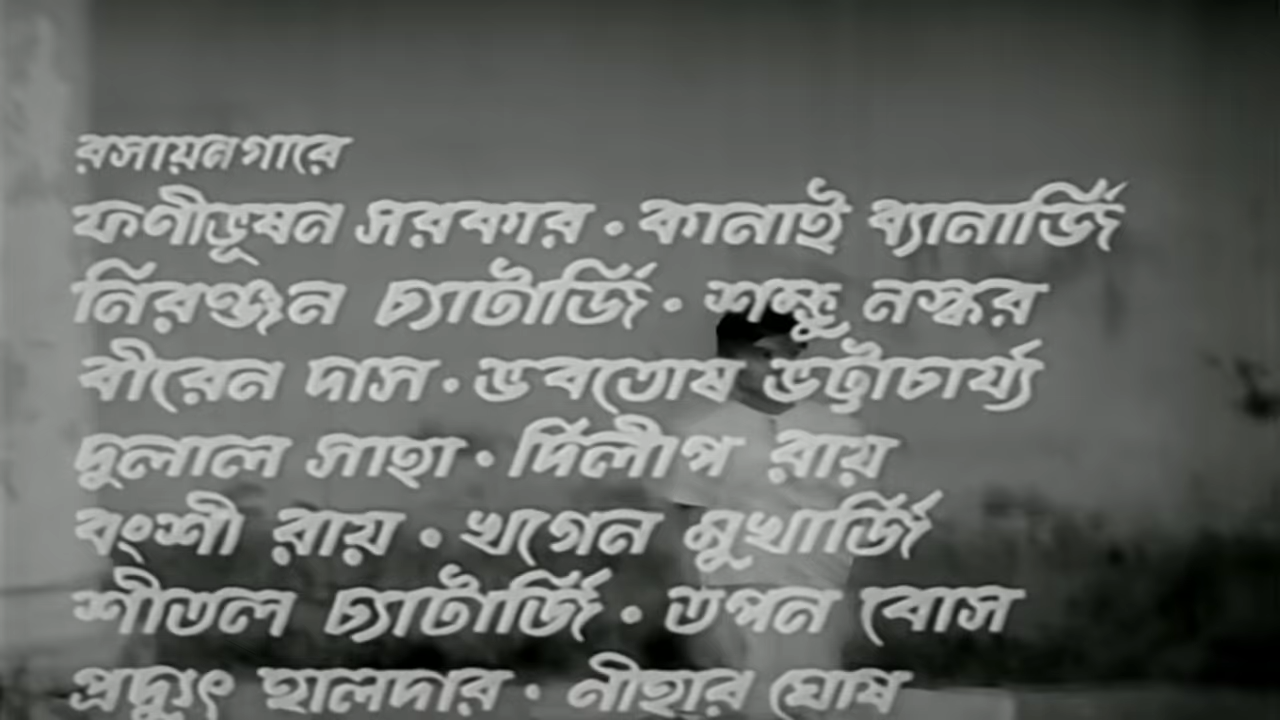 রসায়নগারে
ফণীভূষন সরকার · কানাই ব্যানার্জি
নিরঞ্জন চ্যাটার্জি · শম্ভু নস্কর
বীরেন দাস · ভবতোষ ভট্টাচার্য্য
দুলাল সাহা · দিলীপ রায়
বংশী রায় · খগেন মুখার্জি
শীতল চ্যাটার্জি · তপন বোস
প্রদ্যুৎ হালদার · নীহার ঘোষ